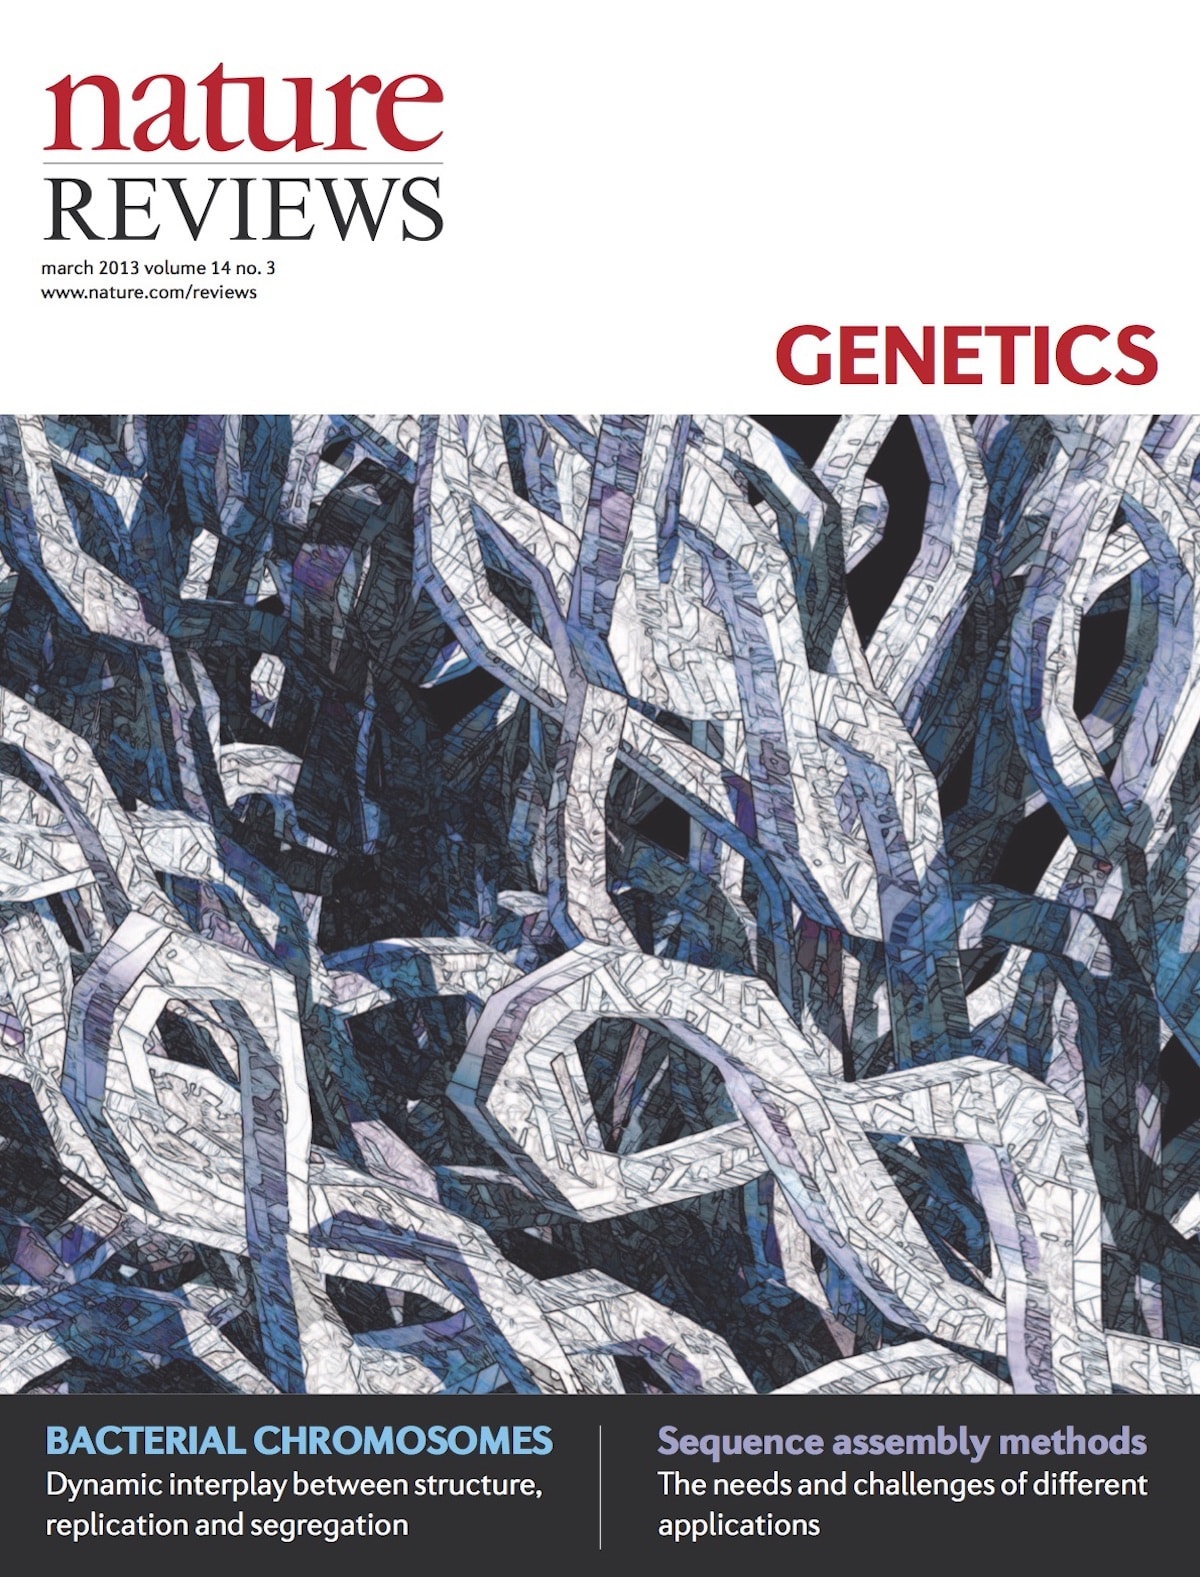 nature
REVIEWS
march 2013 volume 14 no. 3
www.nature.com/reviews
GENETICS
BACTERIAL CHROMOSOMES
Dynamic interplay between structure,
replication and segregation
Sequence assembly methods
The needs and challenges of different
applications